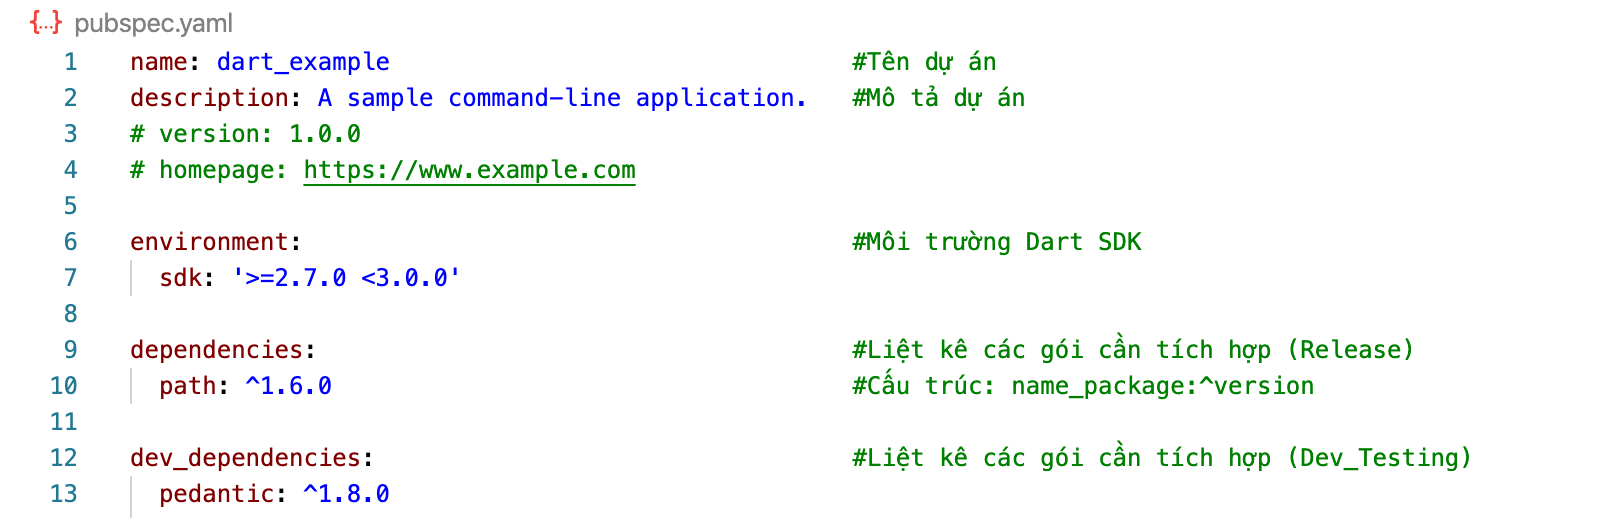 {...} pubspec.yaml
1 name: dart_example #Tên dự án
2 description: A sample command-line application. #Mô tả dự án
3 # version: 1.0.0
4 # homepage: https://www.example.com
5
6 environment: #Môi trường Dart SDK
7 sdk: '>=2.7.0 <3.0.0'
8
9 dependencies: #Liệt kê các gói cần tích hợp (Release)
10 path: ^1.6.0 #Cấu trúc: name_package:^version
11
12 dev_dependencies: #Liệt kê các gói cần tích hợp (Dev_Testing)
13 pedantic: ^1.8.0